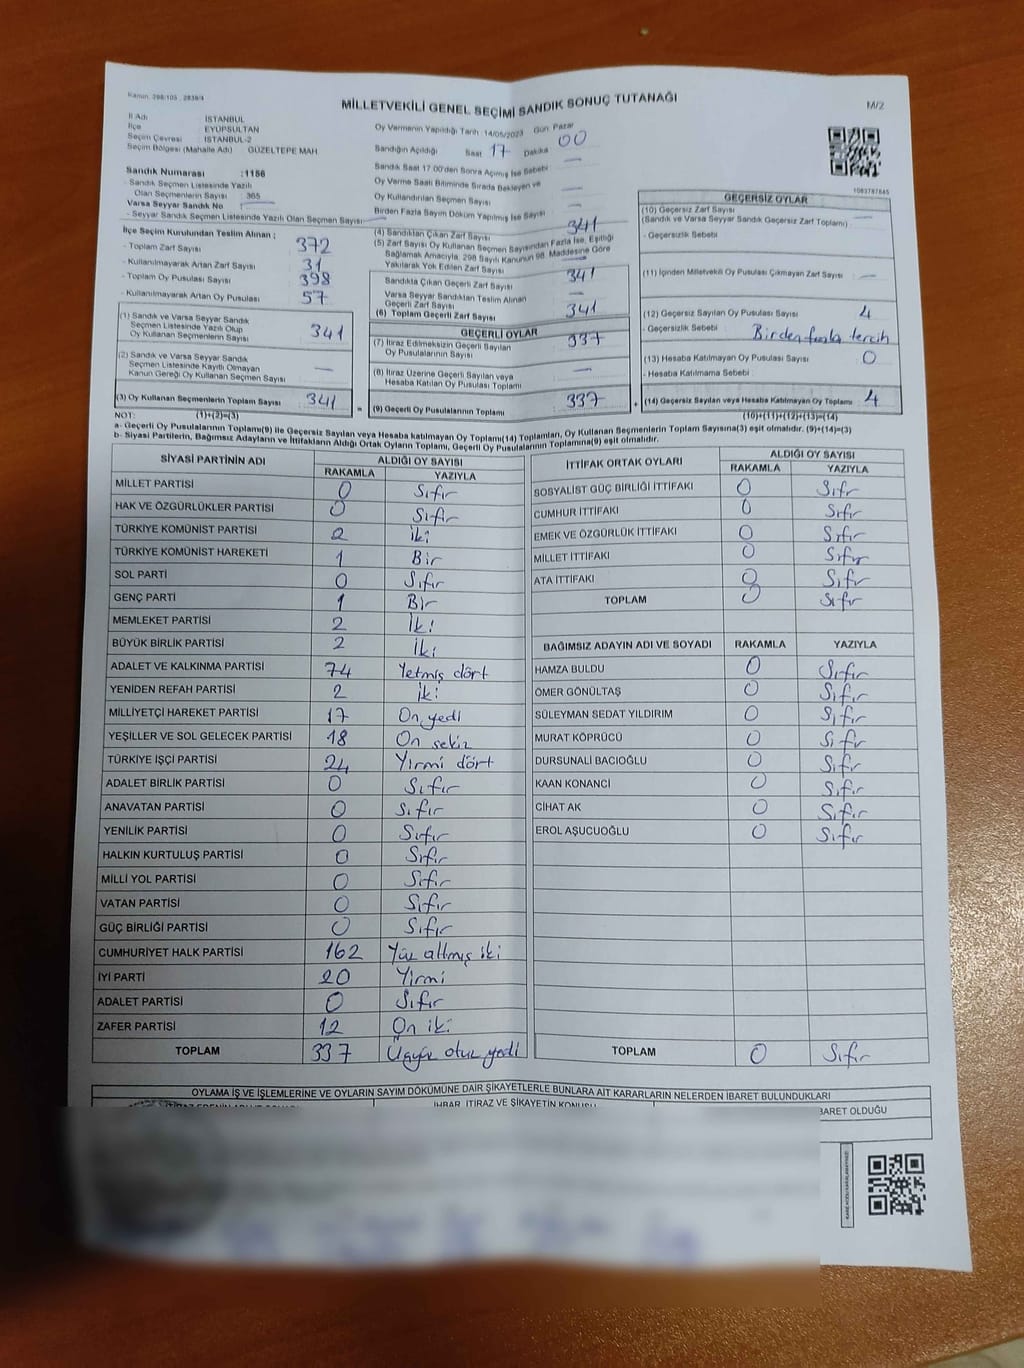 Kanun, 298/105 , 2839/4
MİLLETVEKİLİ GENEL SEÇİMİ SANDIK SONUÇ TUTANAĞI
M/2
İl Adı İSTANBUL
İlçe EYÜPSULTAN
Seçim Çevresi İSTANBUL-2
Seçim Bölgesi (Mahalle Adı) GÜZELTEPE MAH.
Oy Vermenin Yapıldığı Tarih 14/05/2023 Gün Pazar
Sandığın Açıldığı Saat 17 Dakika 00
Sandık Saat 17.00'den Sonra Açılmış İse Sebebi —
Oy Verme Saati Bitiminde Sırada Bekleyen ve
Oy Kullandırılan Seçmen Sayısı —
Birden Fazla Sayım Döküm Yapılmış İse Sayısı —
Sandık Numarası : 1156
- Sandık Seçmen Listesinde Yazılı
Olan Seçmenlerin Sayısı : 365
Varsa Seyyar Sandık No : —
- Seyyar Sandık Seçmen Listesinde Yazılı Olan Seçmen Sayısı —
İlçe Seçim Kurulundan Teslim Alınan ;
- Toplam Zarf Sayısı 372
- Kullanılmayarak Artan Zarf Sayısı 31
- Toplam Oy Pusulası Sayısı 398
- Kullanılmayarak Artan Oy Pusulası 57
(1) Sandık ve Varsa Seyyar Sandık
Seçmen Listesinde Yazılı Olup
Oy Kullanan Seçmenlerin Sayısı 341
(2) Sandık ve Varsa Seyyar Sandık
Seçmen Listesinde Kayıtlı Olmayan
Kanun Gereği Oy Kullanan Seçmen Sayısı —
(3) Oy Kullanan Seçmenlerin Toplam Sayısı 341
(1)+(2)=(3)
(4) Sandıktan Çıkan Zarf Sayısı 341
(5) Zarf Sayısı Oy Kullanan Seçmen Sayısından Fazla İse, Eşitliği
Sağlamak Amacıyla, 298 Sayılı Kanunun 98. Maddesine Göre
Yakılarak Yok Edilen Zarf Sayısı —
Sandıkta Çıkan Geçerli Zarf Sayısı 341
Varsa Seyyar Sandıktan Teslim Alınan
Geçerli Zarf Sayısı —
(6) Toplam Geçerli Zarf Sayısı 341
GEÇERLİ OYLAR
(7) İtiraz Edilmeksizin Geçerli Sayılan
Oy Pusulalarının Sayısı 337
(8) İtiraz Üzerine Geçerli Sayılan veya
Hesaba Katılan Oy Pusulası Toplamı —
= (9) Geçerli Oy Pusulalarının Toplamı 337
1083787845
GEÇERSİZ OYLAR
(10) Geçersiz Zarf Sayısı
(Sandık ve Varsa Seyyar Sandık Geçersiz Zarf Toplamı) —
- Geçersizlik Sebebi
(11) İçinden Milletvekili Oy Pusulası Çıkmayan Zarf Sayısı —
(12) Geçersiz Sayılan Oy Pusulası Sayısı 4
- Geçersizlik Sebebi Birden fazla tercih
(13) Hesaba Katılmayan Oy Pusulası Sayısı 0
- Hesaba Katılmama Sebebi
+ (14) Geçersiz Sayılan veya Hesaba Katılmayan Oy Toplamı 4
(10)+(11)+(12)+(13)=(14)
NOT:
a- Geçerli Oy Pusulalarının Toplamı(9) ile Geçersiz Sayılan veya Hesaba katılmayan Oy Toplamı(14) Toplamları, Oy Kullanan Seçmenlerin Toplam Sayısına(3) eşit olmalıdır. (9)+(14)=(3)
b- Siyasi Partilerin, Bağımsız Adayların ve İttifakların Aldığı Ortak Oyların Toplamı, Geçerli Oy Pusulalarının Toplamına(9) eşit olmalıdır.
SİYASİ PARTİNİN ADI ALDIĞI OY SAYISI
RAKAMLA YAZIYLA
MİLLET PARTİSİ 0 Sıfır
HAK VE ÖZGÜRLÜKLER PARTİSİ 0 Sıfır
TÜRKİYE KOMÜNİST PARTİSİ 2 İki
TÜRKİYE KOMÜNİST HAREKETİ 1 Bir
SOL PARTİ 0 Sıfır
GENÇ PARTİ 1 Bir
MEMLEKET PARTİSİ 2 İki
BÜYÜK BİRLİK PARTİSİ 2 İki
ADALET VE KALKINMA PARTİSİ 74 Yetmiş dört
YENİDEN REFAH PARTİSİ 2 İki
MİLLİYETÇİ HAREKET PARTİSİ 17 On yedi
YEŞİLLER VE SOL GELECEK PARTİSİ 18 On sekiz
TÜRKİYE İŞÇİ PARTİSİ 24 Yirmi dört
ADALET BİRLİK PARTİSİ 0 Sıfır
ANAVATAN PARTİSİ 0 Sıfır
YENİLİK PARTİSİ 0 Sıfır
HALKIN KURTULUŞ PARTİSİ 0 Sıfır
MİLLİ YOL PARTİSİ 0 Sıfır
VATAN PARTİSİ 0 Sıfır
GÜÇ BİRLİĞİ PARTİSİ 0 Sıfır
CUMHURİYET HALK PARTİSİ 162 Yüz altmış iki
İYİ PARTİ 20 Yirmi
ADALET PARTİSİ 0 Sıfır
ZAFER PARTİSİ 12 On iki
TOPLAM 337 Üçyüz otuz yedi
İTTİFAK ORTAK OYLARI ALDIĞI OY SAYISI
RAKAMLA YAZIYLA
SOSYALİST GÜÇ BİRLİĞİ İTTİFAKI 0 Sıfır
CUMHUR İTTİFAKI 0 Sıfır
EMEK VE ÖZGÜRLÜK İTTİFAKI 0 Sıfır
MİLLET İTTİFAKI 0 Sıfır
ATA İTTİFAKI 0 Sıfır
TOPLAM 0 Sıfır
BAĞIMSIZ ADAYIN ADI VE SOYADI RAKAMLA YAZIYLA
HAMZA BULDU 0 Sıfır
ÖMER GÖNÜLTAŞ 0 Sıfır
SÜLEYMAN SEDAT YILDIRIM 0 Sıfır
MURAT KÖPRÜCÜ 0 Sıfır
DURSUNALİ BACIOĞLU 0 Sıfır
KAAN KONANCI 0 Sıfır
CİHAT AK 0 Sıfır
EROL AŞUCUOĞLU 0 Sıfır
TOPLAM 0 Sıfır
OYLAMA İŞ VE İŞLEMLERİNE VE OYLARIN SAYIM DÖKÜMÜNE DAİR ŞİKAYETLERLE BUNLARA AİT KARARLARIN NELERDEN İBARET BULUNDUKLARI
İHBAR, İTİRAZ VE ŞİKAYETİN KONUSU
BARET OLDUĞU